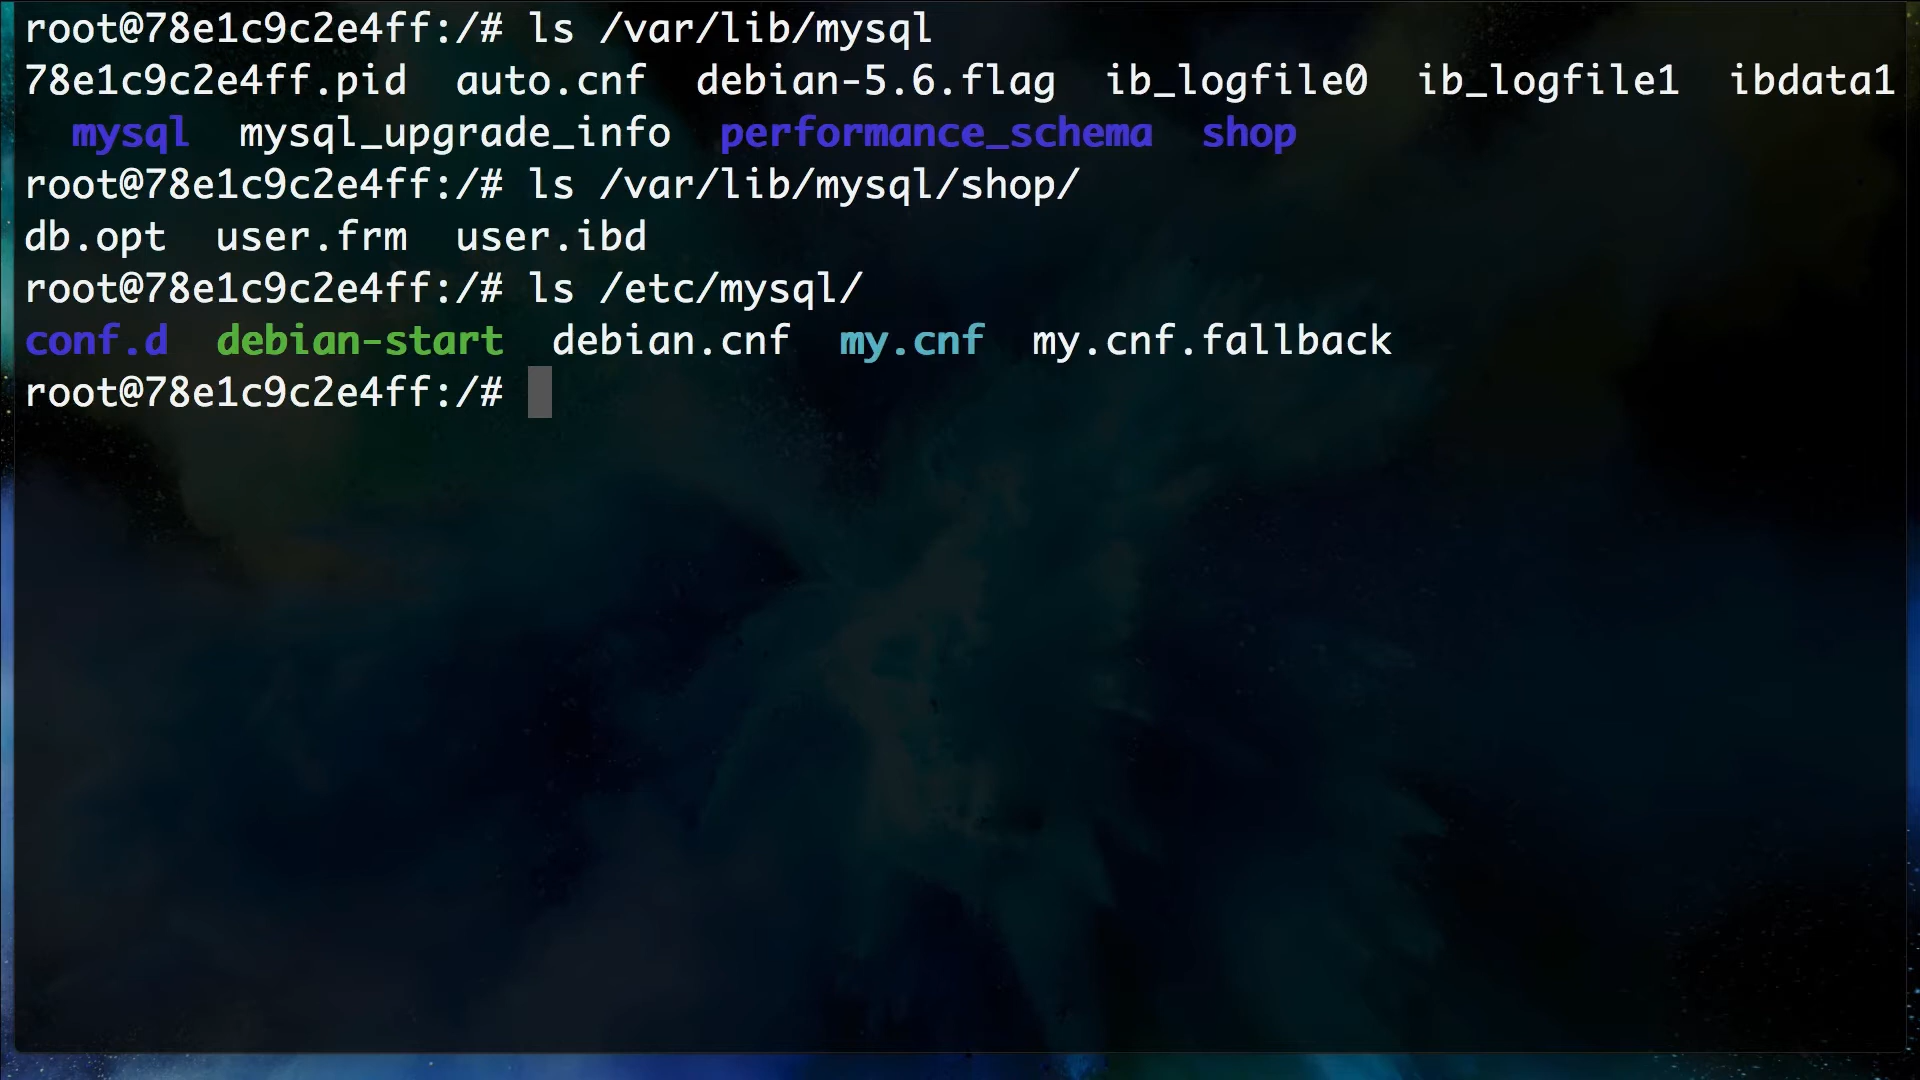 root@78e1c9c2e4ff:/# ls /var/lib/mysql
78e1c9c2e4ff.pid  auto.cnf  debian-5.6.flag  ib_logfile0  ib_logfile1  ibdata1
  mysql  mysql_upgrade_info  performance_schema  shop
root@78e1c9c2e4ff:/# ls /var/lib/mysql/shop/
db.opt  user.frm  user.ibd
root@78e1c9c2e4ff:/# ls /etc/mysql/
conf.d  debian-start  debian.cnf  my.cnf  my.cnf.fallback
root@78e1c9c2e4ff:/#